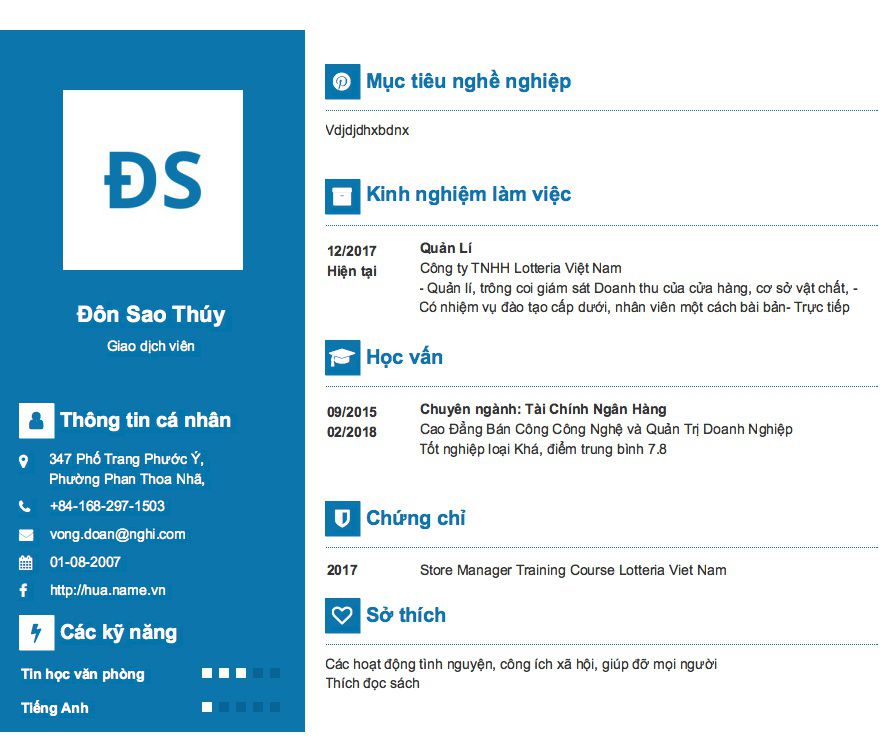 ĐS
Đôn Sao Thúy
Giao dịch viên
Thông tin cá nhân
347 Phố Trang Phước Ý,
Phường Phan Thoa Nhã,
+84-168-297-1503
vong.doan@nghi.com
01-08-2007
http://hua.name.vn
Các kỹ năng
Tin học văn phòng
Tiếng Anh
Mục tiêu nghề nghiệp
Vdjdjdhxbdnx
Kinh nghiệm làm việc
12/2017
Hiện tại
Quản Lí
Công ty TNHH Lotteria Việt Nam
- Quản lí, trông coi giám sát Doanh thu của cửa hàng, cơ sở vật chất, -
Có nhiệm vụ đào tạo cấp dưới, nhân viên một cách bài bản- Trực tiếp
Học vấn
09/2015
02/2018
Chuyên ngành: Tài Chính Ngân Hàng
Cao Đẳng Bán Công Công Nghệ và Quản Trị Doanh Nghiệp
Tốt nghiệp loại Khá, điểm trung bình 7.8
Chứng chỉ
2017 Store Manager Training Course Lotteria Viet Nam
Sở thích
Các hoạt động tình nguyện, công ích xã hội, giúp đỡ mọi người
Thích đọc sách